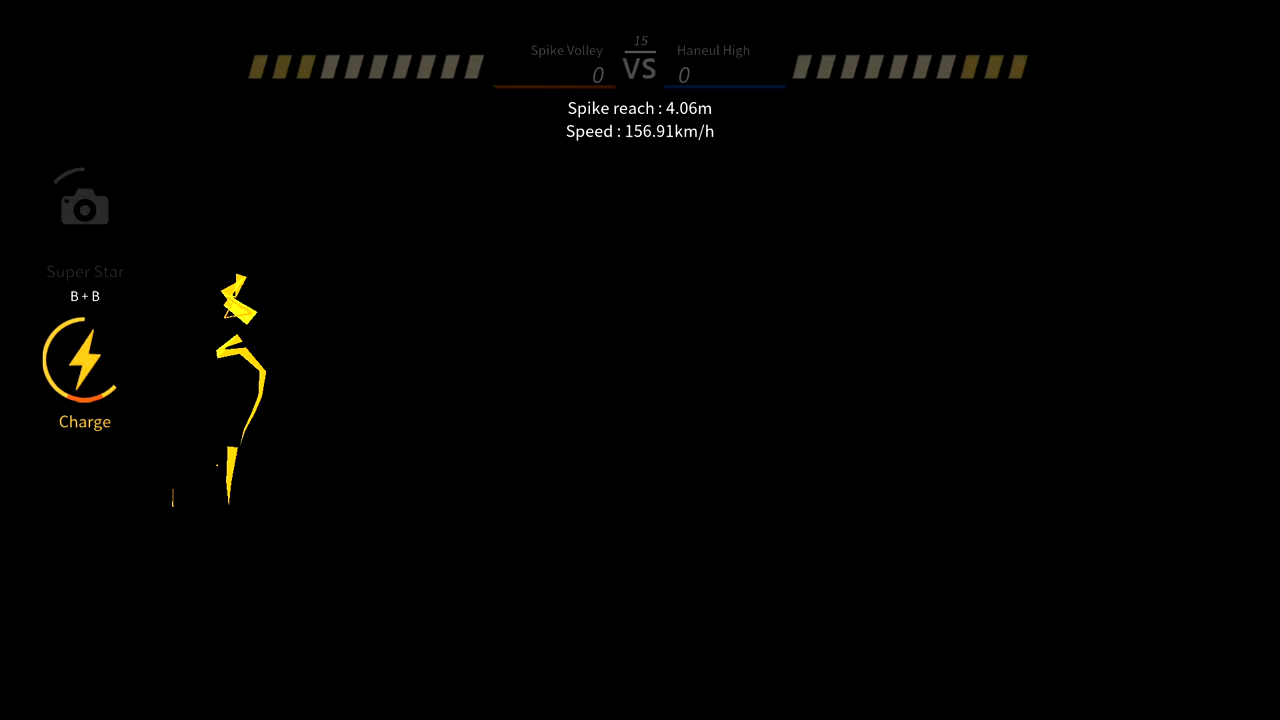 15
Spike Volley VS Haneul High
0 0
Spike reach : 4.06m
Speed : 156.91km/h
Super Star
B + B
Charge